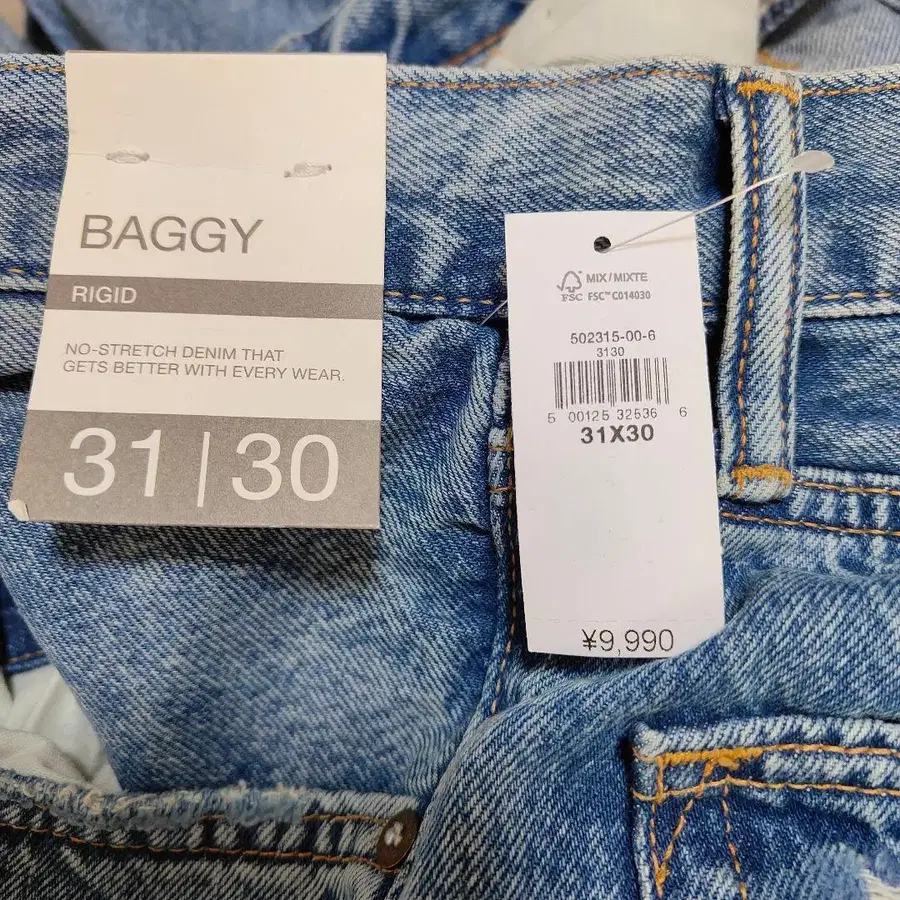 BAGGY
RIGID
NO-STRETCH DENIM THAT
GETS BETTER WITH EVERY WEAR.
31|30
MIX/MIXTE
FSC FSC™ C014030
502315-00-6
3130
5 00125 32536 6
31X30
¥9,990